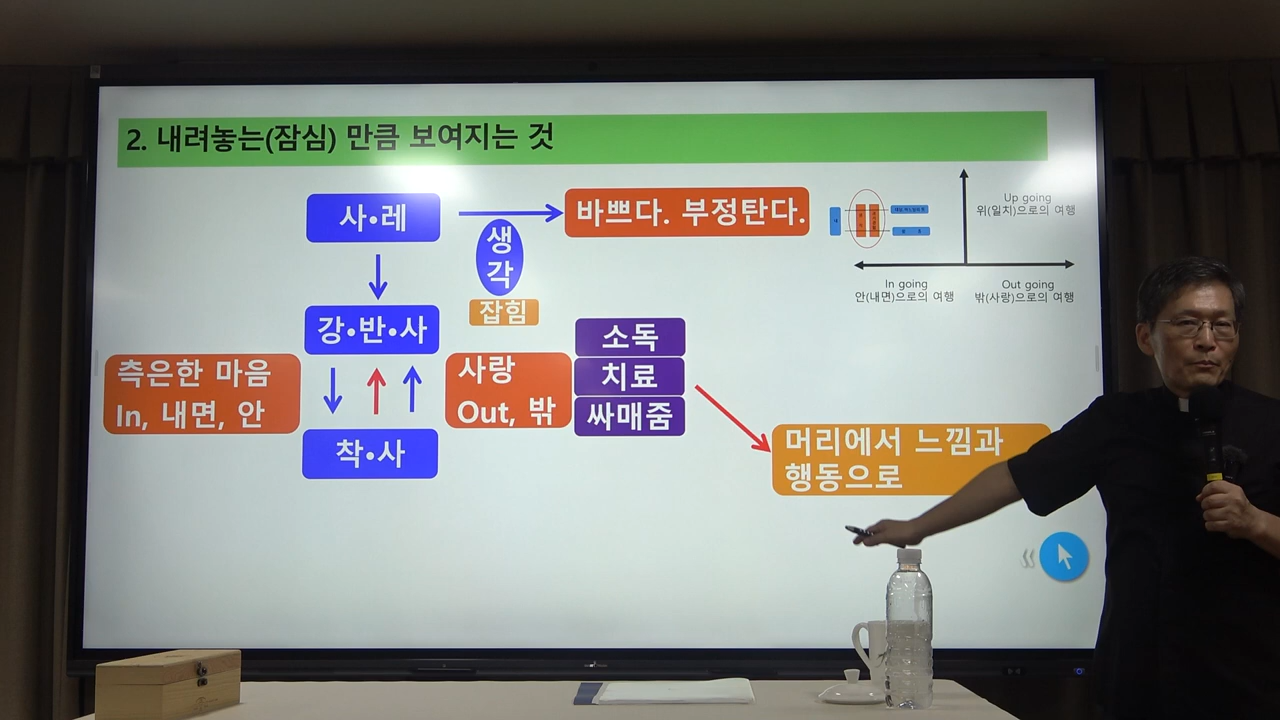 2. 내려놓는(잠심) 만큼 보여지는 것
사•레
생
각
잡힘
바쁘다. 부정탄다.
Up going
위(일치)으로의 여행
In going
안(내면)으로의 여행
Out going
밖(사랑)으로의 여행
강•반•사
측은한 마음
In, 내면, 안
사랑
Out, 밖
소독
치료
싸매줌
착•사
머리에서 느낌과
행동으로